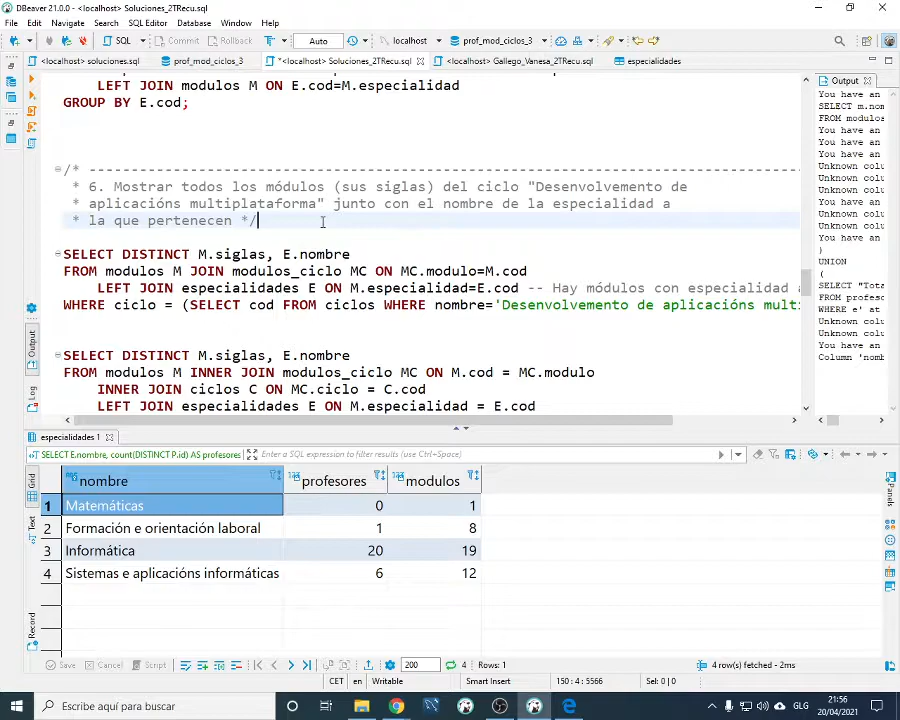 DBeaver 21.0.0 - <localhost> Soluciones_2TRecu.sql
File Edit Navigate Search SQL Editor Database Window Help
SQL Commit Rollback Auto localhost prof_mod_ciclos_3
<localhost> soluciones.sql prof_mod_ciclos_3 *<localhost> Soluciones_2TRecu.sql <localhost> Gallego_Vanesa_2T.sql especialidades
LEFT JOIN modulos M ON E.cod=M.especialidad
GROUP BY E.cod;
/* ----------------------------------------------------------------------------------------
* 6. Mostrar todos los módulos (sus siglas) del ciclo "Desenvolvemento de
* aplicacións multiplataforma" junto con el nombre de la especialidad a
* la que pertenecen */
SELECT DISTINCT M.siglas, E.nombre
FROM modulos M JOIN modulos_ciclo MC ON MC.modulo=M.cod
LEFT JOIN especialidades E ON M.especialidad=E.cod -- Hay módulos con especialidad
WHERE ciclo = (SELECT cod FROM ciclos WHERE nombre='Desenvolvemento de aplicacións mult
SELECT DISTINCT M.siglas, E.nombre
FROM modulos M INNER JOIN modulos_ciclo MC ON M.cod = MC.modulo
INNER JOIN ciclos C ON MC.ciclo = C.cod
LEFT JOIN especialidades E ON M.especialidad = E.cod
Output
You have an
SELECT m.nom
FROM modulos
You have an
You have an
You have an
Unknown colu
Unknown colu
You have an
Unknown colu
Unknown colu
Unknown colu
You have an
)
UNION
(
SELECT "Tota
FROM profeso
WHERE e' at
Unknown colu
Unknown colu
You have an
Column 'nomb
Output
Log
especialidades 1
SELECT E.nombre, count(DISTINCT P.id) AS profesores Enter a SQL expression to filter results (use Ctrl+Space)
Grid
Text
Record
Panels
nombre profesores modulos
1 Matemáticas 0 1
2 Formación e orientación laboral 1 8
3 Informática 20 19
4 Sistemas e aplicacións informáticas 6 12
Save Cancel Script 200 4 Rows: 1 4 row(s) fetched - 2ms
CET en Writable Smart Insert 150 : 4 : 5566 Sel: 0 | 0
Escribe aquí para buscar
21:56
20/04/2021